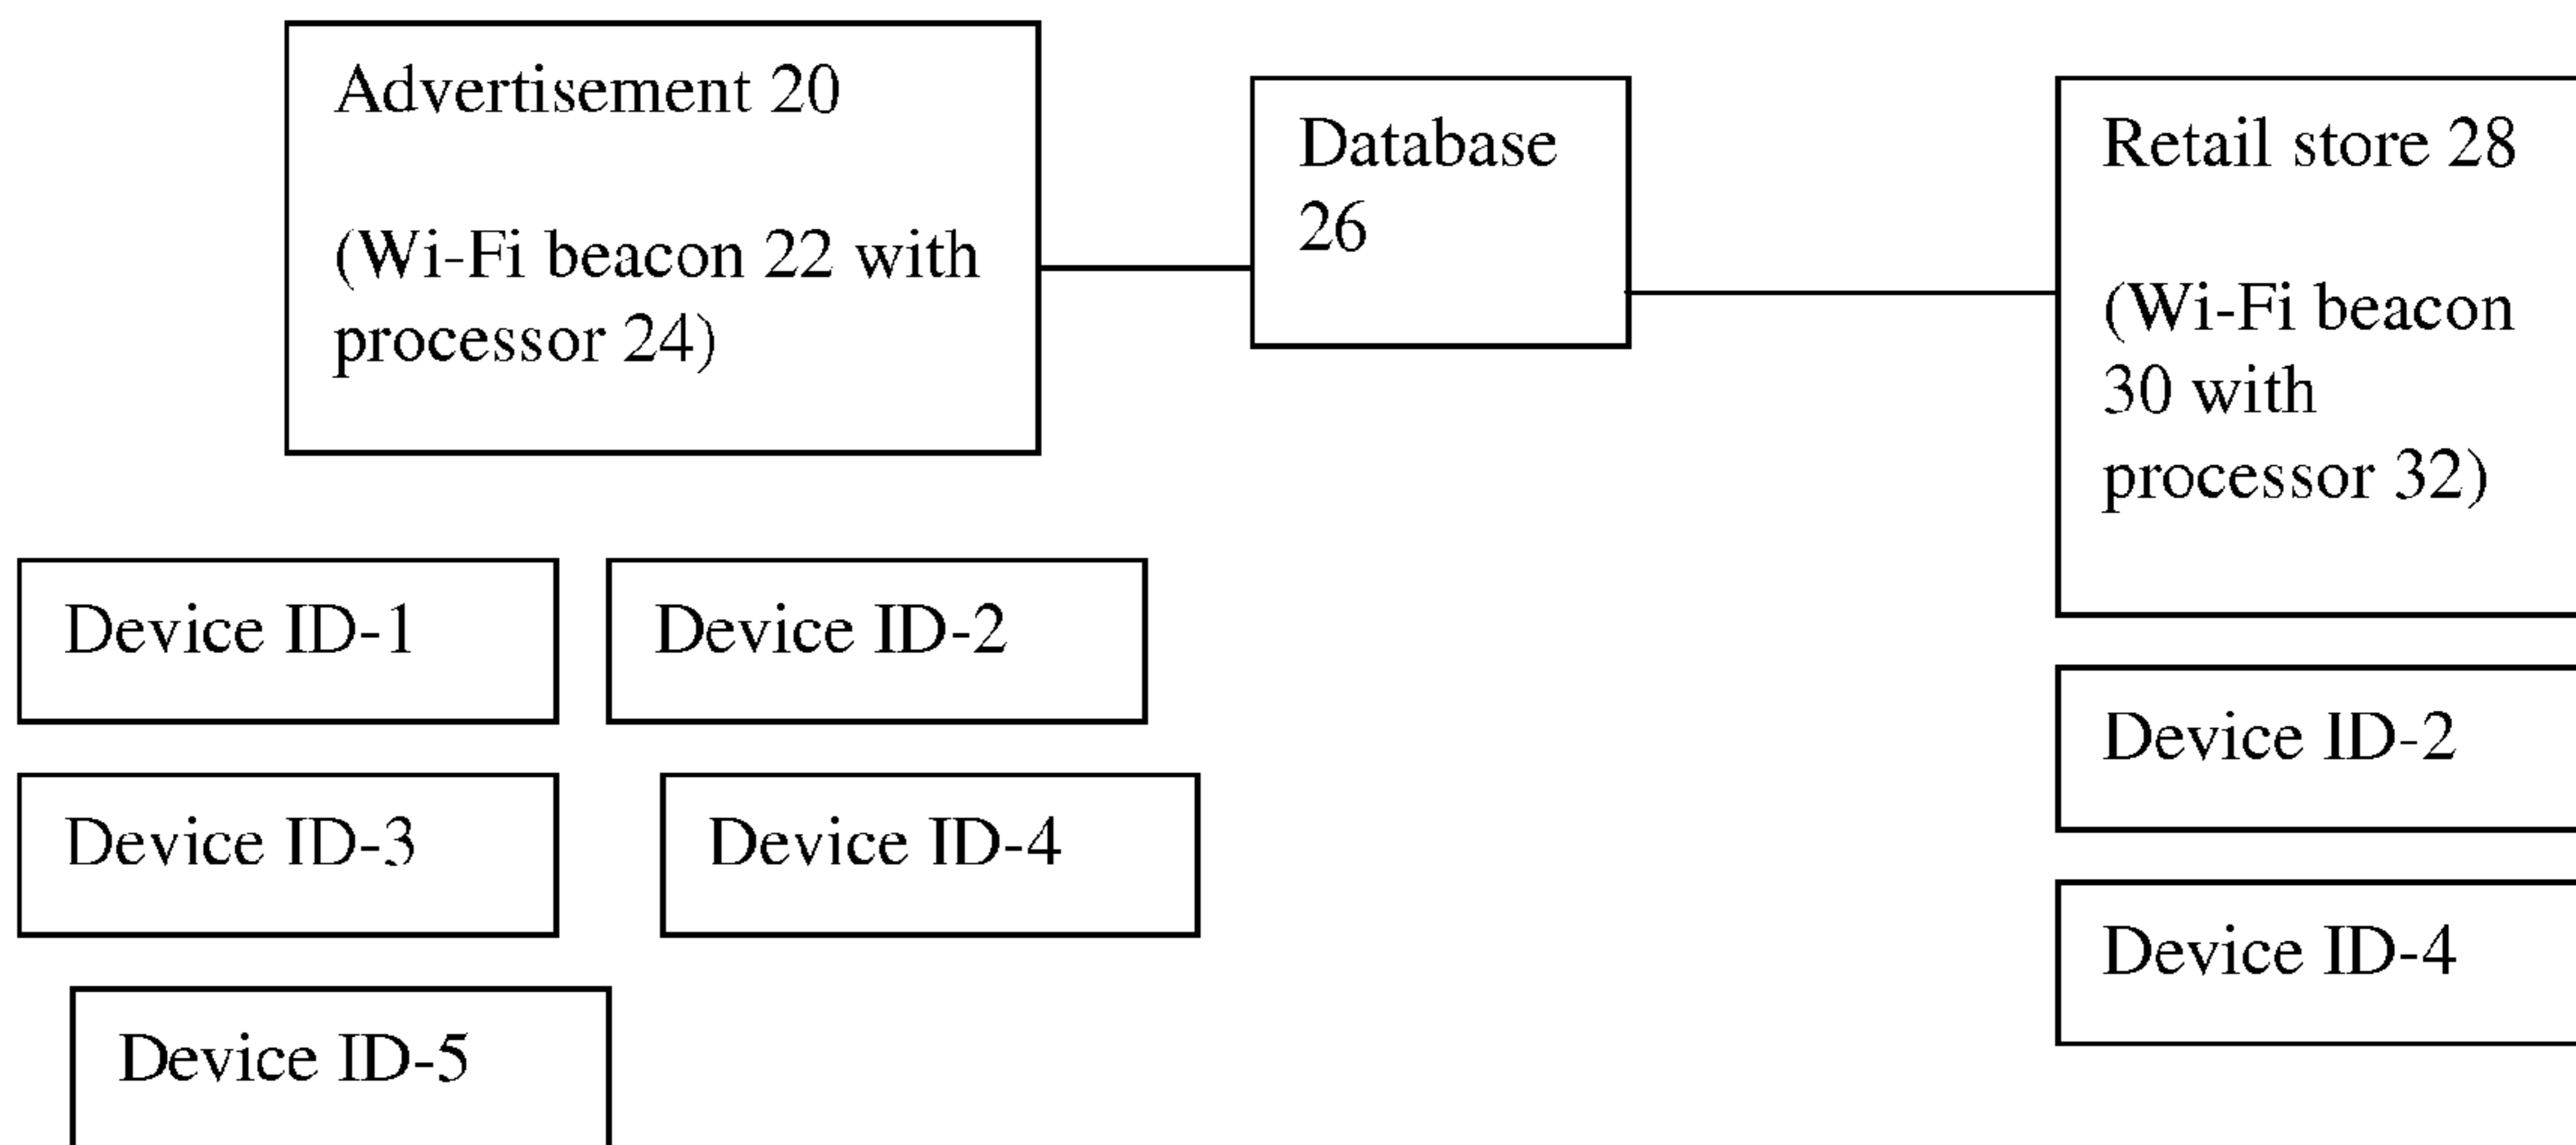 Advertisement 20
(Wi-Fi beacon 22 with
processor 24)
Database
26
Retail store 28
(Wi-Fi beacon
30 with
processor 32)
Device ID-1
Device ID-2
Device ID-3
Device ID-4
Device ID-5
Device ID-2
Device ID-4